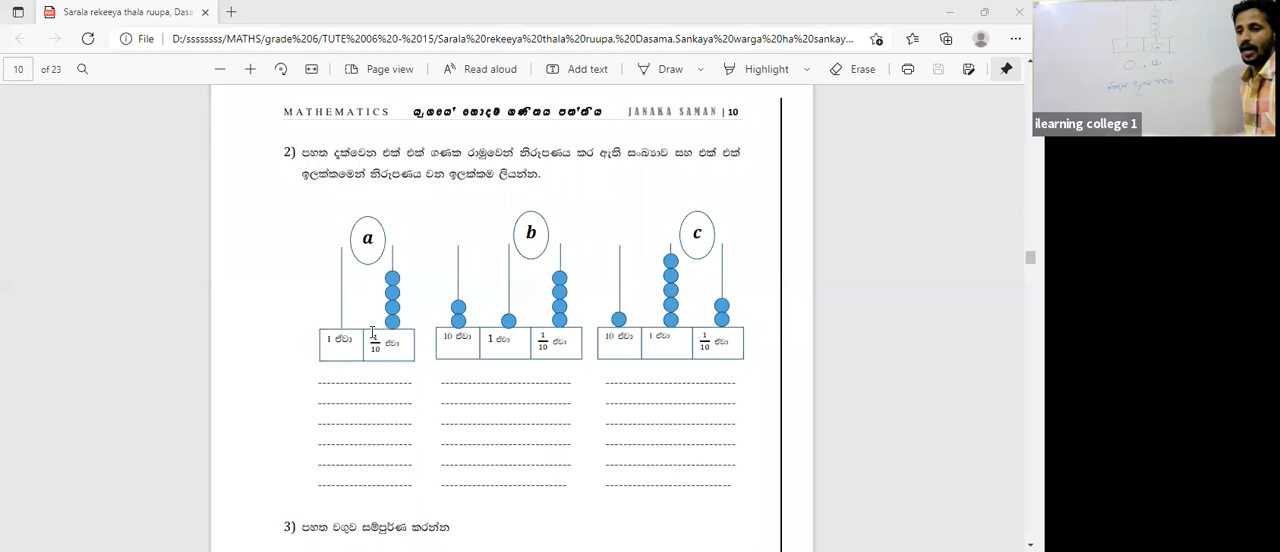 Sarala rekeeya thala ruupa, Dasa
File
D:/ssssssss/MATHS/grade%206/TUTE%2006%20-%2015/Sarala%20rekeeya%20thala%20ruupa.%20Dasama.Sankaya%20warga%20ha%20sankay...
10 of 23
Page view
Read aloud
Add text
Draw
Highlight
Erase
ilearning college 1
MATHEMATICS
JANAKA SAMAN | 10
2) පහත දැක්වෙන එක් එක් ගණක රාමුවෙන් නිරූපණය කර ඇති සංඛ්‍යාව සහ එක් එක්
ඉලක්කමෙන් නිරූපණය වන ඉලක්කම ලියන්න.
a
b
c
1 ඒවා
1/10 ඒවා
10 ඒවා
1 ඒවා
1/10 ඒවා
10 ඒවා
1 ඒවා
1/10 ඒවා
3) පහත වගුව සම්පුර්ණ කරන්න